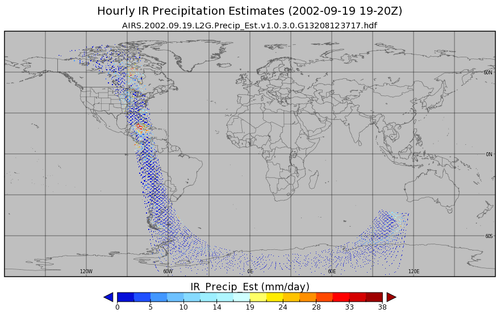 Hourly IR Precipitation Estimates (2002-09-19 19-20Z)
AIRS.2002.09.19.L2G.Precip_Est.v1.0.3.0.G13208123717.hdf
60N
0N
60S
120W 60W 0E 60E 120E
IR_Precip_Est (mm/day)
0 5 9 14 19 24 28 33 38